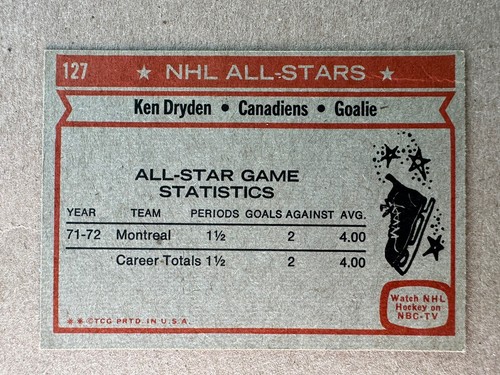 127 ★ NHL ALL-STARS ★
Ken Dryden • Canadiens • Goalie
ALL-STAR GAME
STATISTICS
YEAR TEAM PERIODS GOALS AGAINST AVG.
71-72 Montreal 1½ 2 4.00
Career Totals 1½ 2 4.00
Watch NHL
Hockey on
NBC-TV
✻ ✻ ©TCG PRTD. IN U.S.A.